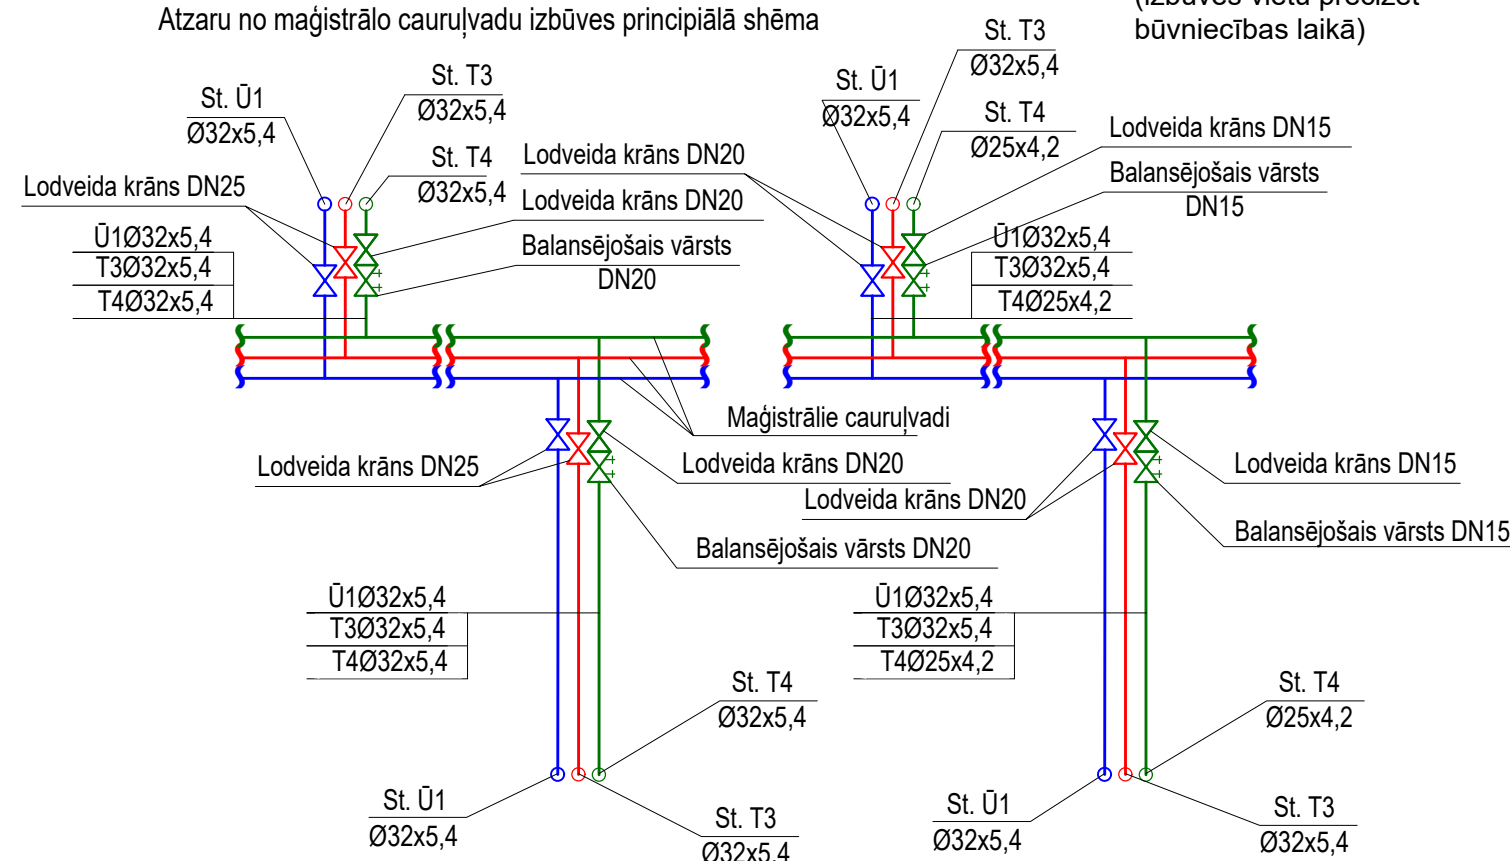 Atzaru no maģistrālo cauruļvadu izbūves principiālā shēma
(izbūves vietu precizēt
būvniecības laikā)
St. Ū1
Ø32x5,4
St. T3
Ø32x5,4
St. T4
Ø32x5,4
Lodveida krāns DN25
Lodveida krāns DN20
Balansējošais vārsts
DN20
Ū1Ø32x5,4
T3Ø32x5,4
T4Ø32x5,4
Lodveida krāns DN20
St. Ū1
Ø32x5,4
St. T3
Ø32x5,4
St. T4
Ø25x4,2
Lodveida krāns DN15
Balansējošais vārsts
DN15
Ū1Ø32x5,4
T3Ø32x5,4
T4Ø25x4,2
Maģistrālie cauruļvadi
Lodveida krāns DN25
Lodveida krāns DN20
Balansējošais vārsts DN20
Ū1Ø32x5,4
T3Ø32x5,4
T4Ø32x5,4
St. T4
Ø32x5,4
St. Ū1
Ø32x5,4
St. T3
Ø32x5,4
Lodveida krāns DN20
Lodveida krāns DN15
Balansējošais vārsts DN15
Ū1Ø32x5,4
T3Ø32x5,4
T4Ø25x4,2
St. T4
Ø25x4,2
St. Ū1
Ø32x5,4
St. T3
Ø32x5,4